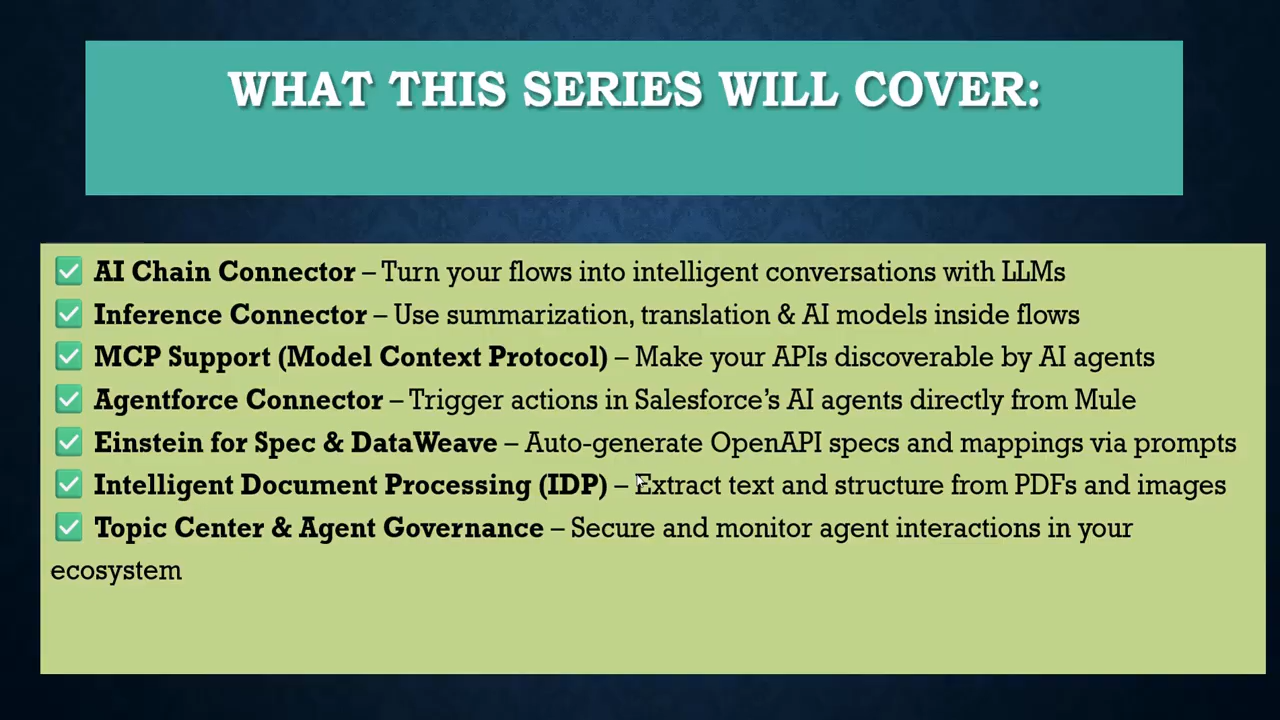 WHAT THIS SERIES WILL COVER:
✅ AI Chain Connector – Turn your flows into intelligent conversations with LLMs
✅ Inference Connector – Use summarization, translation & AI models inside flows
✅ MCP Support (Model Context Protocol) – Make your APIs discoverable by AI agents
✅ Agentforce Connector – Trigger actions in Salesforce’s AI agents directly from Mule
✅ Einstein for Spec & DataWeave – Auto-generate OpenAPI specs and mappings via prompts
✅ Intelligent Document Processing (IDP) – Extract text and structure from PDFs and images
✅ Topic Center & Agent Governance – Secure and monitor agent interactions in your
ecosystem